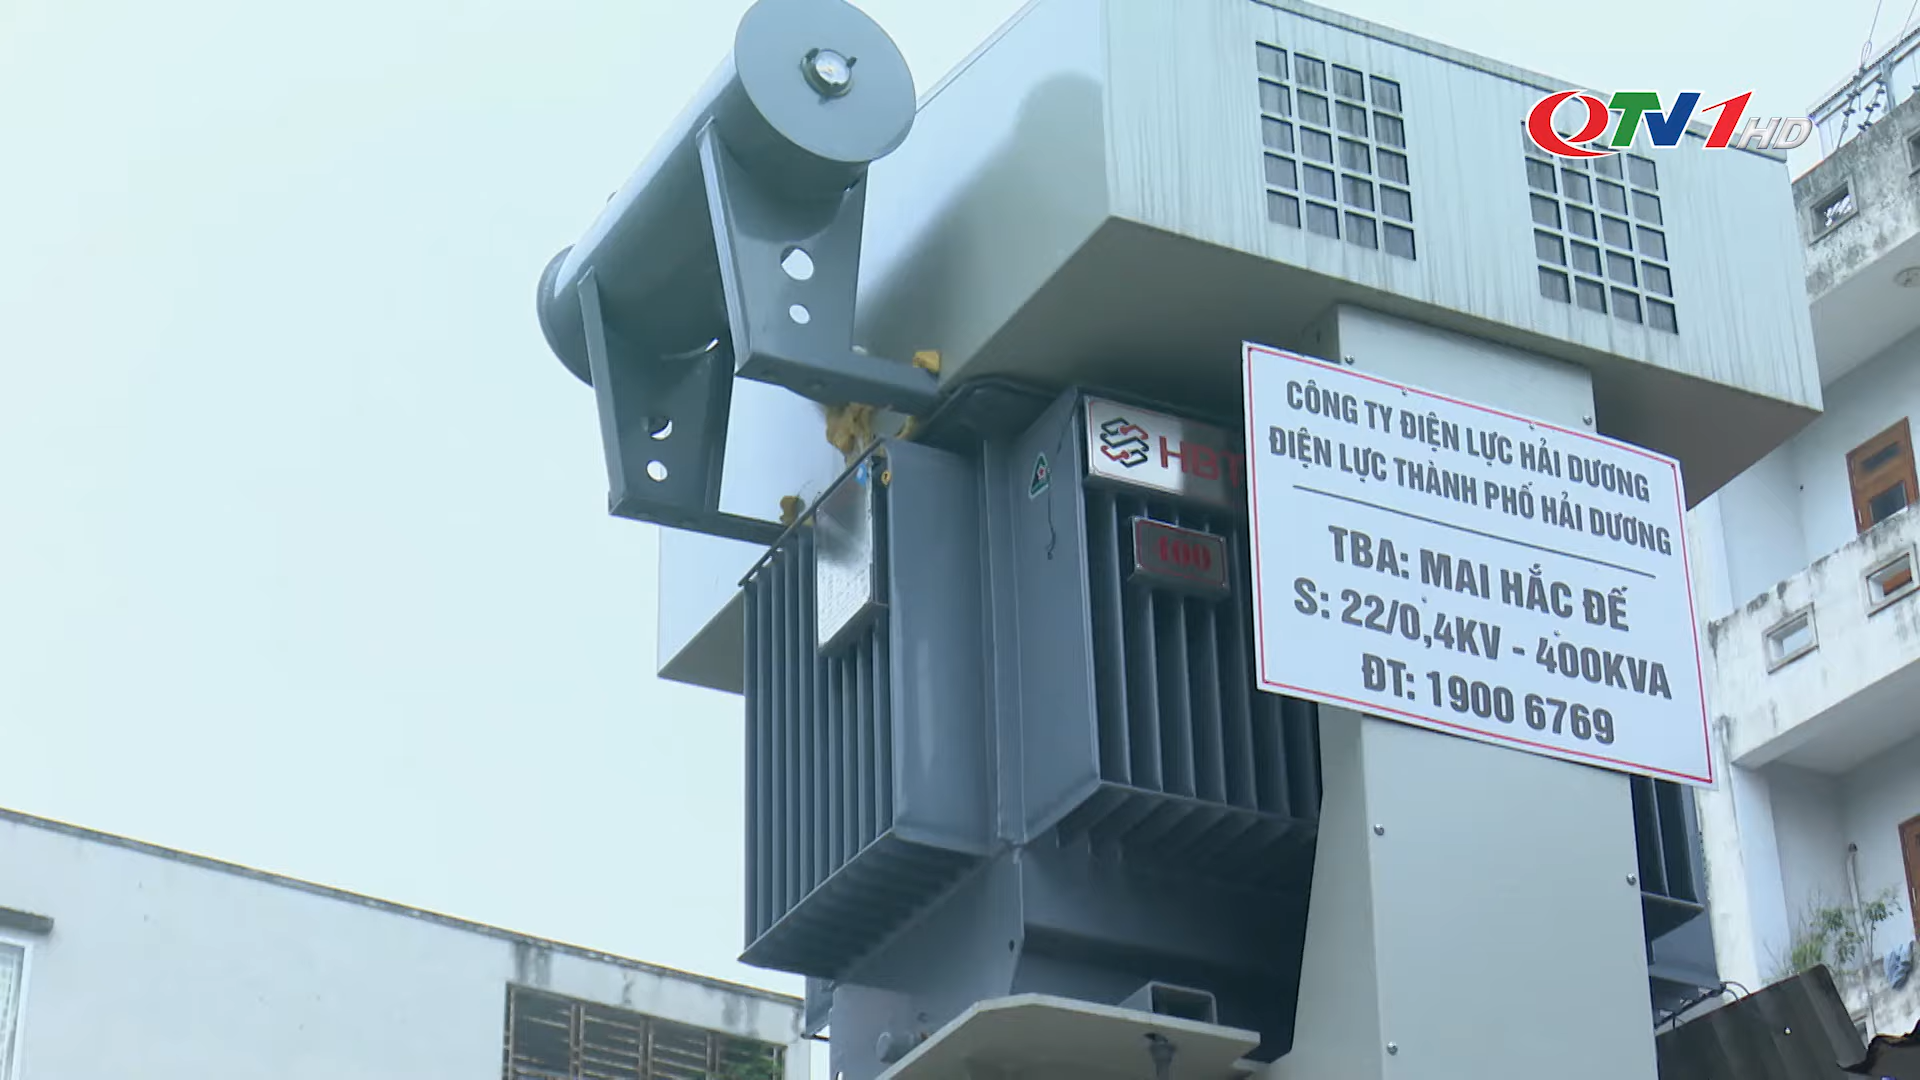 QTV1HD
HBT
400
CÔNG TY ĐIỆN LỰC HẢI DƯƠNG
ĐIỆN LỰC THÀNH PHỐ HẢI DƯƠNG
TBA: MAI HẮC ĐẾ
S: 22/0,4KV - 400KVA
ĐT: 1900 6769